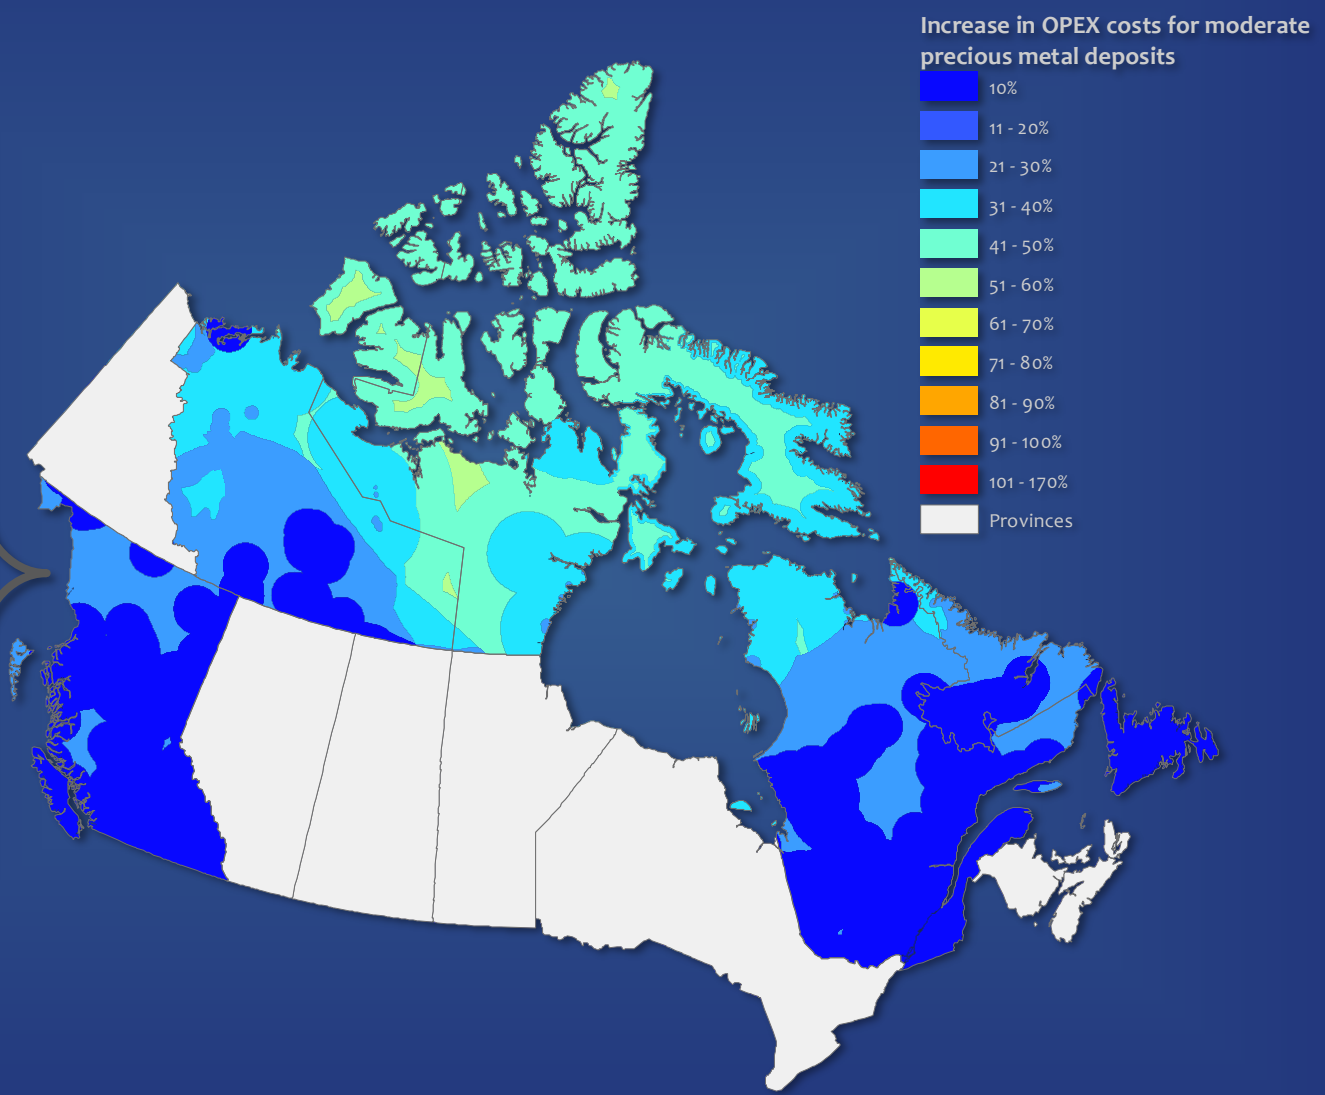 Increase in OPEX costs for moderate
precious metal deposits
10%
11 - 20%
21 - 30%
31 - 40%
41 - 50%
51 - 60%
61 - 70%
71 - 80%
81 - 90%
91 - 100%
101 - 170%
Provinces